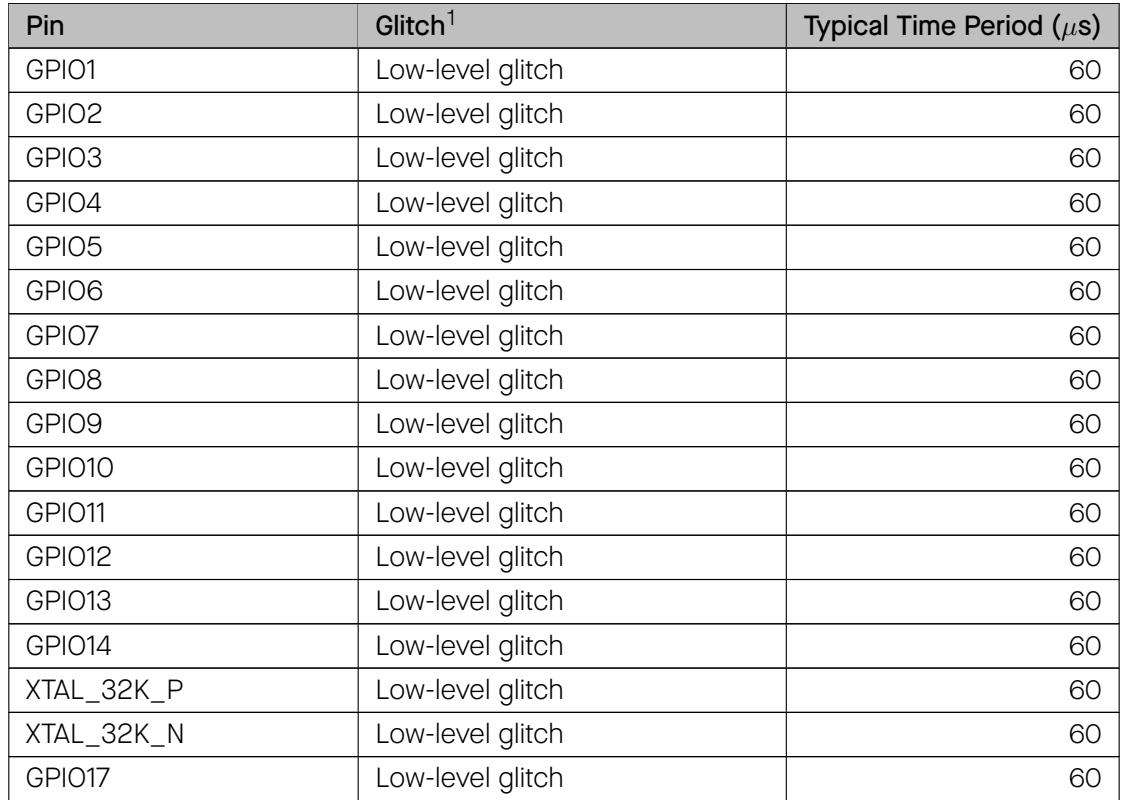 Pin Glitch1 Typical Time Period (μs)
GPIO1 Low-level glitch 60
GPIO2 Low-level glitch 60
GPIO3 Low-level glitch 60
GPIO4 Low-level glitch 60
GPIO5 Low-level glitch 60
GPIO6 Low-level glitch 60
GPIO7 Low-level glitch 60
GPIO8 Low-level glitch 60
GPIO9 Low-level glitch 60
GPIO10 Low-level glitch 60
GPIO11 Low-level glitch 60
GPIO12 Low-level glitch 60
GPIO13 Low-level glitch 60
GPIO14 Low-level glitch 60
XTAL_32K_P Low-level glitch 60
XTAL_32K_N Low-level glitch 60
GPIO17 Low-level glitch 60